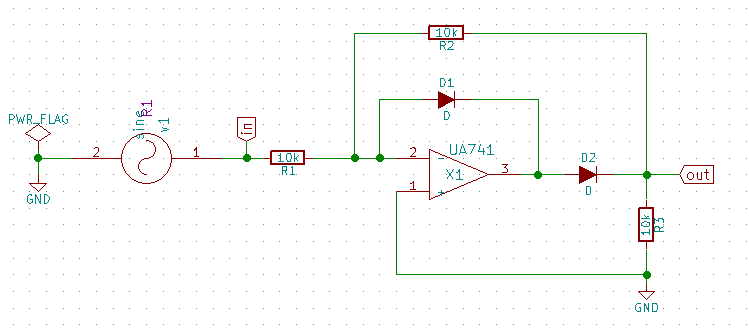 10k
R2
D1
D
PWR_FLAG
sine
R1
v1
in
2
1
10k
R1
2
UA741
X1
3
1
D2
D
out
10k
R3
GND
GND